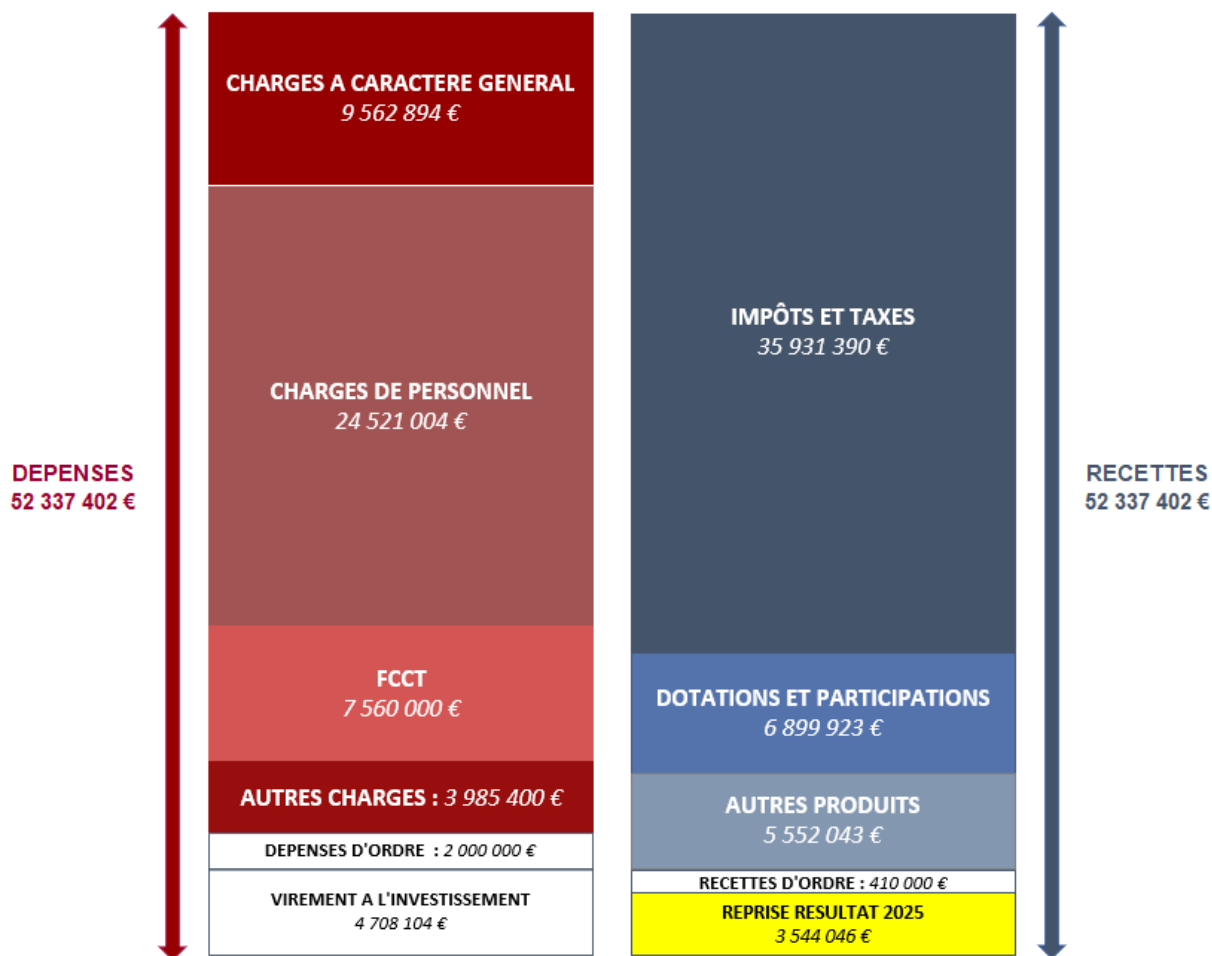 DEPENSES
52 337 402 €
CHARGES A CARACTERE GENERAL
9 562 894 €
CHARGES DE PERSONNEL
24 521 004 €
FCCT
7 560 000 €
AUTRES CHARGES : 3 985 400 €
DEPENSES D'ORDRE : 2 000 000 €
VIREMENT A L'INVESTISSEMENT
4 708 104 €
IMPÔTS ET TAXES
35 931 390 €
DOTATIONS ET PARTICIPATIONS
6 899 923 €
AUTRES PRODUITS
5 552 043 €
RECETTES D'ORDRE : 410 000 €
REPRISE RESULTAT 2025
3 544 046 €
RECETTES
52 337 402 €